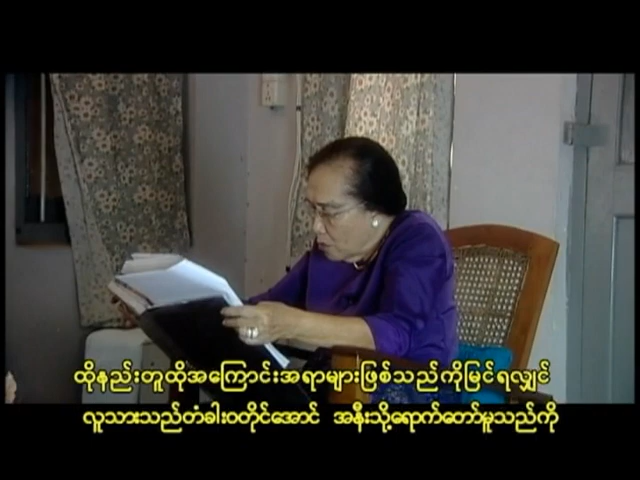 ထိုနည်းတူထိုအကြောင်းအရာများဖြစ်သည်ကိုမြင်ရလျှင်
လူသားသည်တံခါးဝတိုင်အောင် အနီးသို့ရောက်တော်မူသည်ကို